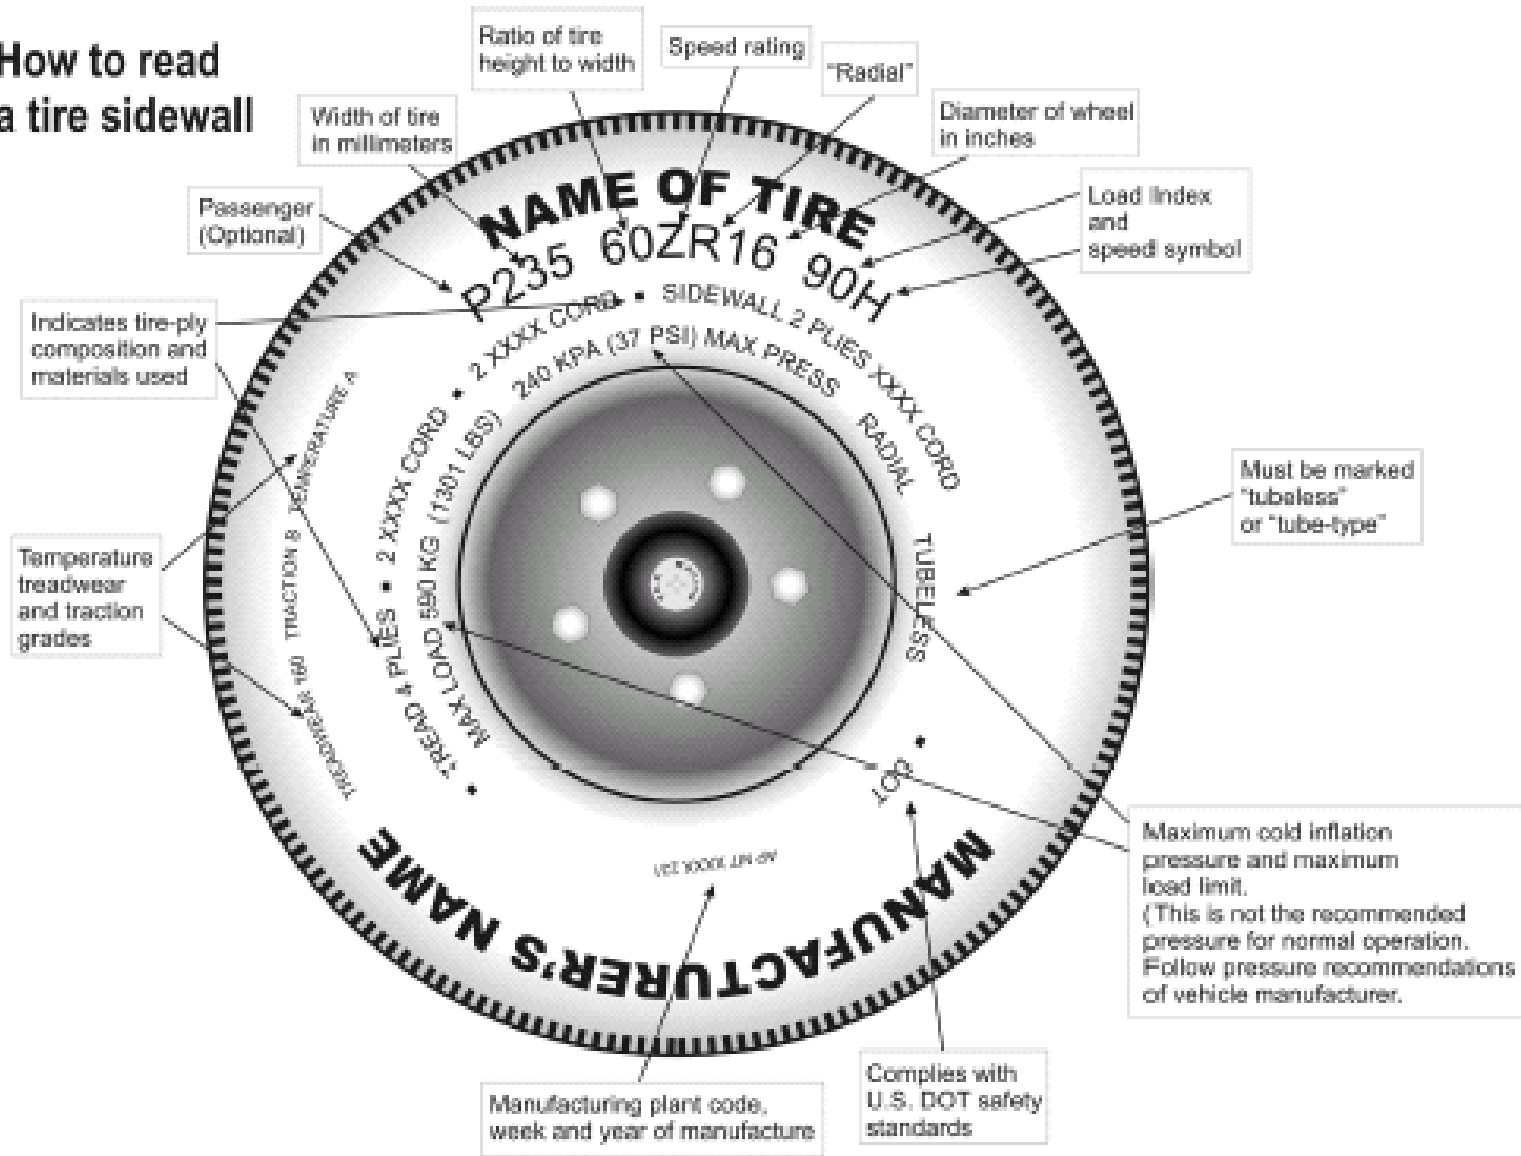 How to read
a tire sidewall
Ratio of tire
height to width
Speed rating
"Radial"
Width of tire
in millimeters
Diameter of wheel
in inches
Passenger
(Optional)
Load IIndex
and
speed symbol
Indicates tire-ply
composition and
materials used
Must be marked
"tubeless"
or "tube-type"
Temperature
treadwear
and traction
grades
Maximum cold inflation
pressure and maximum
load limit.
(This is not the recommended
pressure for normal operation.
Follow pressure recommendations
of vehicle manufacturer.
Complies with
U.S. DOT safety
standards
Manufacturing plant code,
week and year of manufacture
NAME OF TIRE
P235 60ZR16 90H
• TREAD 4 PLIES • 2 XXXX CORD • 2 XXXX CORD • SIDEWALL 2 PLIES XXXX CORD
MAX LOAD 590 KG (1301 LBS) 240 KPA (37 PSI) MAX PRESS RADIAL TUBELESS • DOT
TREADWEAR 160 TRACTION B TEMPERATURE A
MANUFACTURER'S NAME